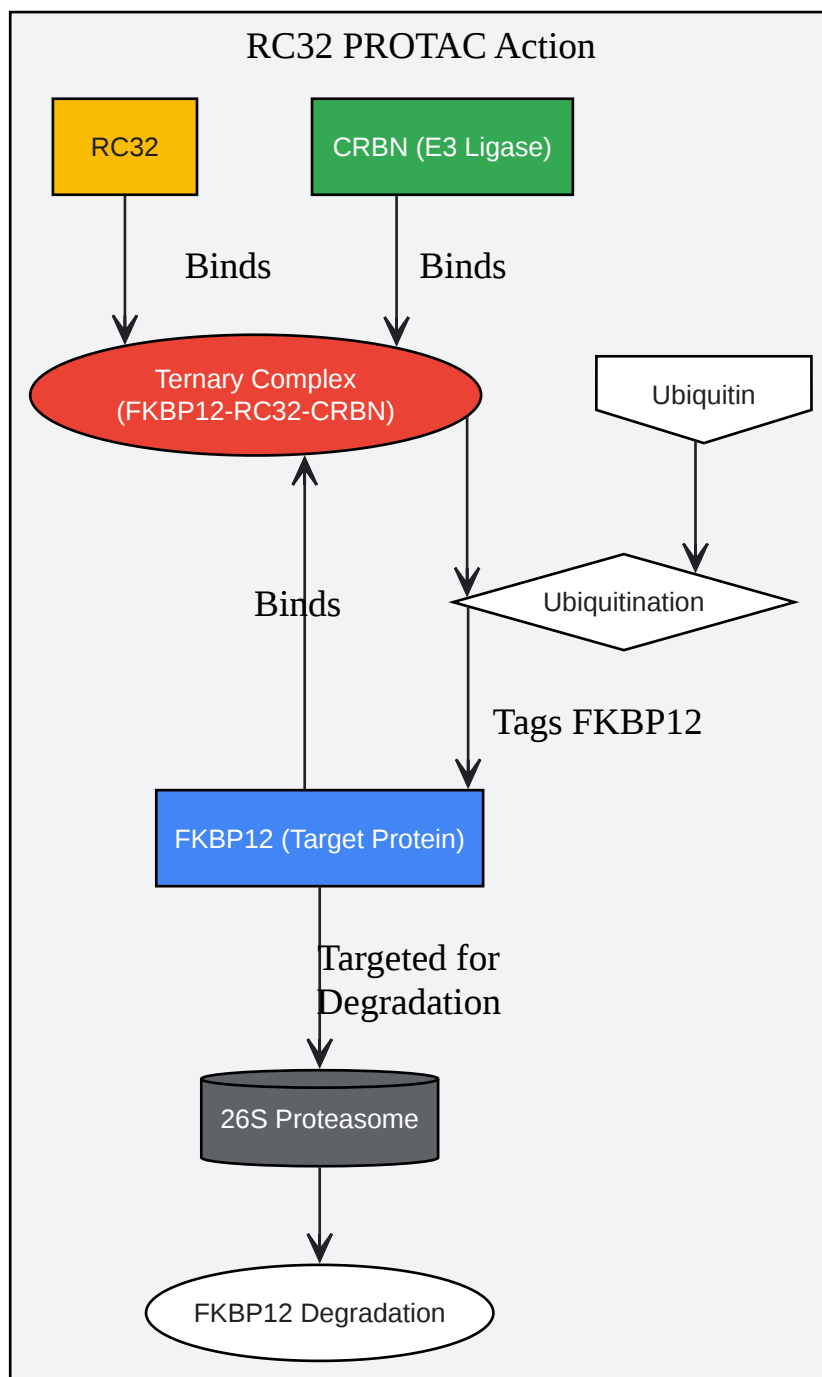 RC32 PROTAC Action
RC32
CRBN (E3 Ligase)
Binds
Binds
Ternary Complex
(FKBP12-RC32-CRBN)
Ubiquitin
Binds
Ubiquitination
Tags FKBP12
FKBP12 (Target Protein)
Targeted for
Degradation
26S Proteasome
FKBP12 Degradation